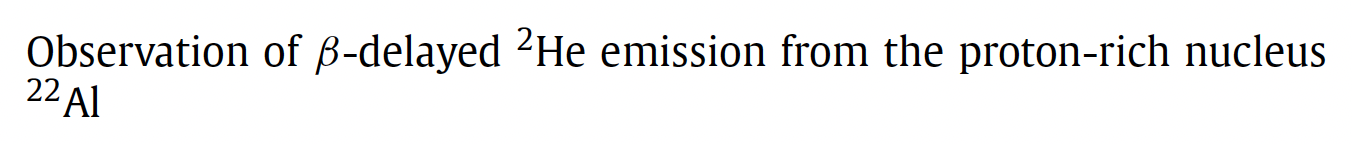 Observation of β-delayed ²He emission from the proton-rich nucleus
²²Al